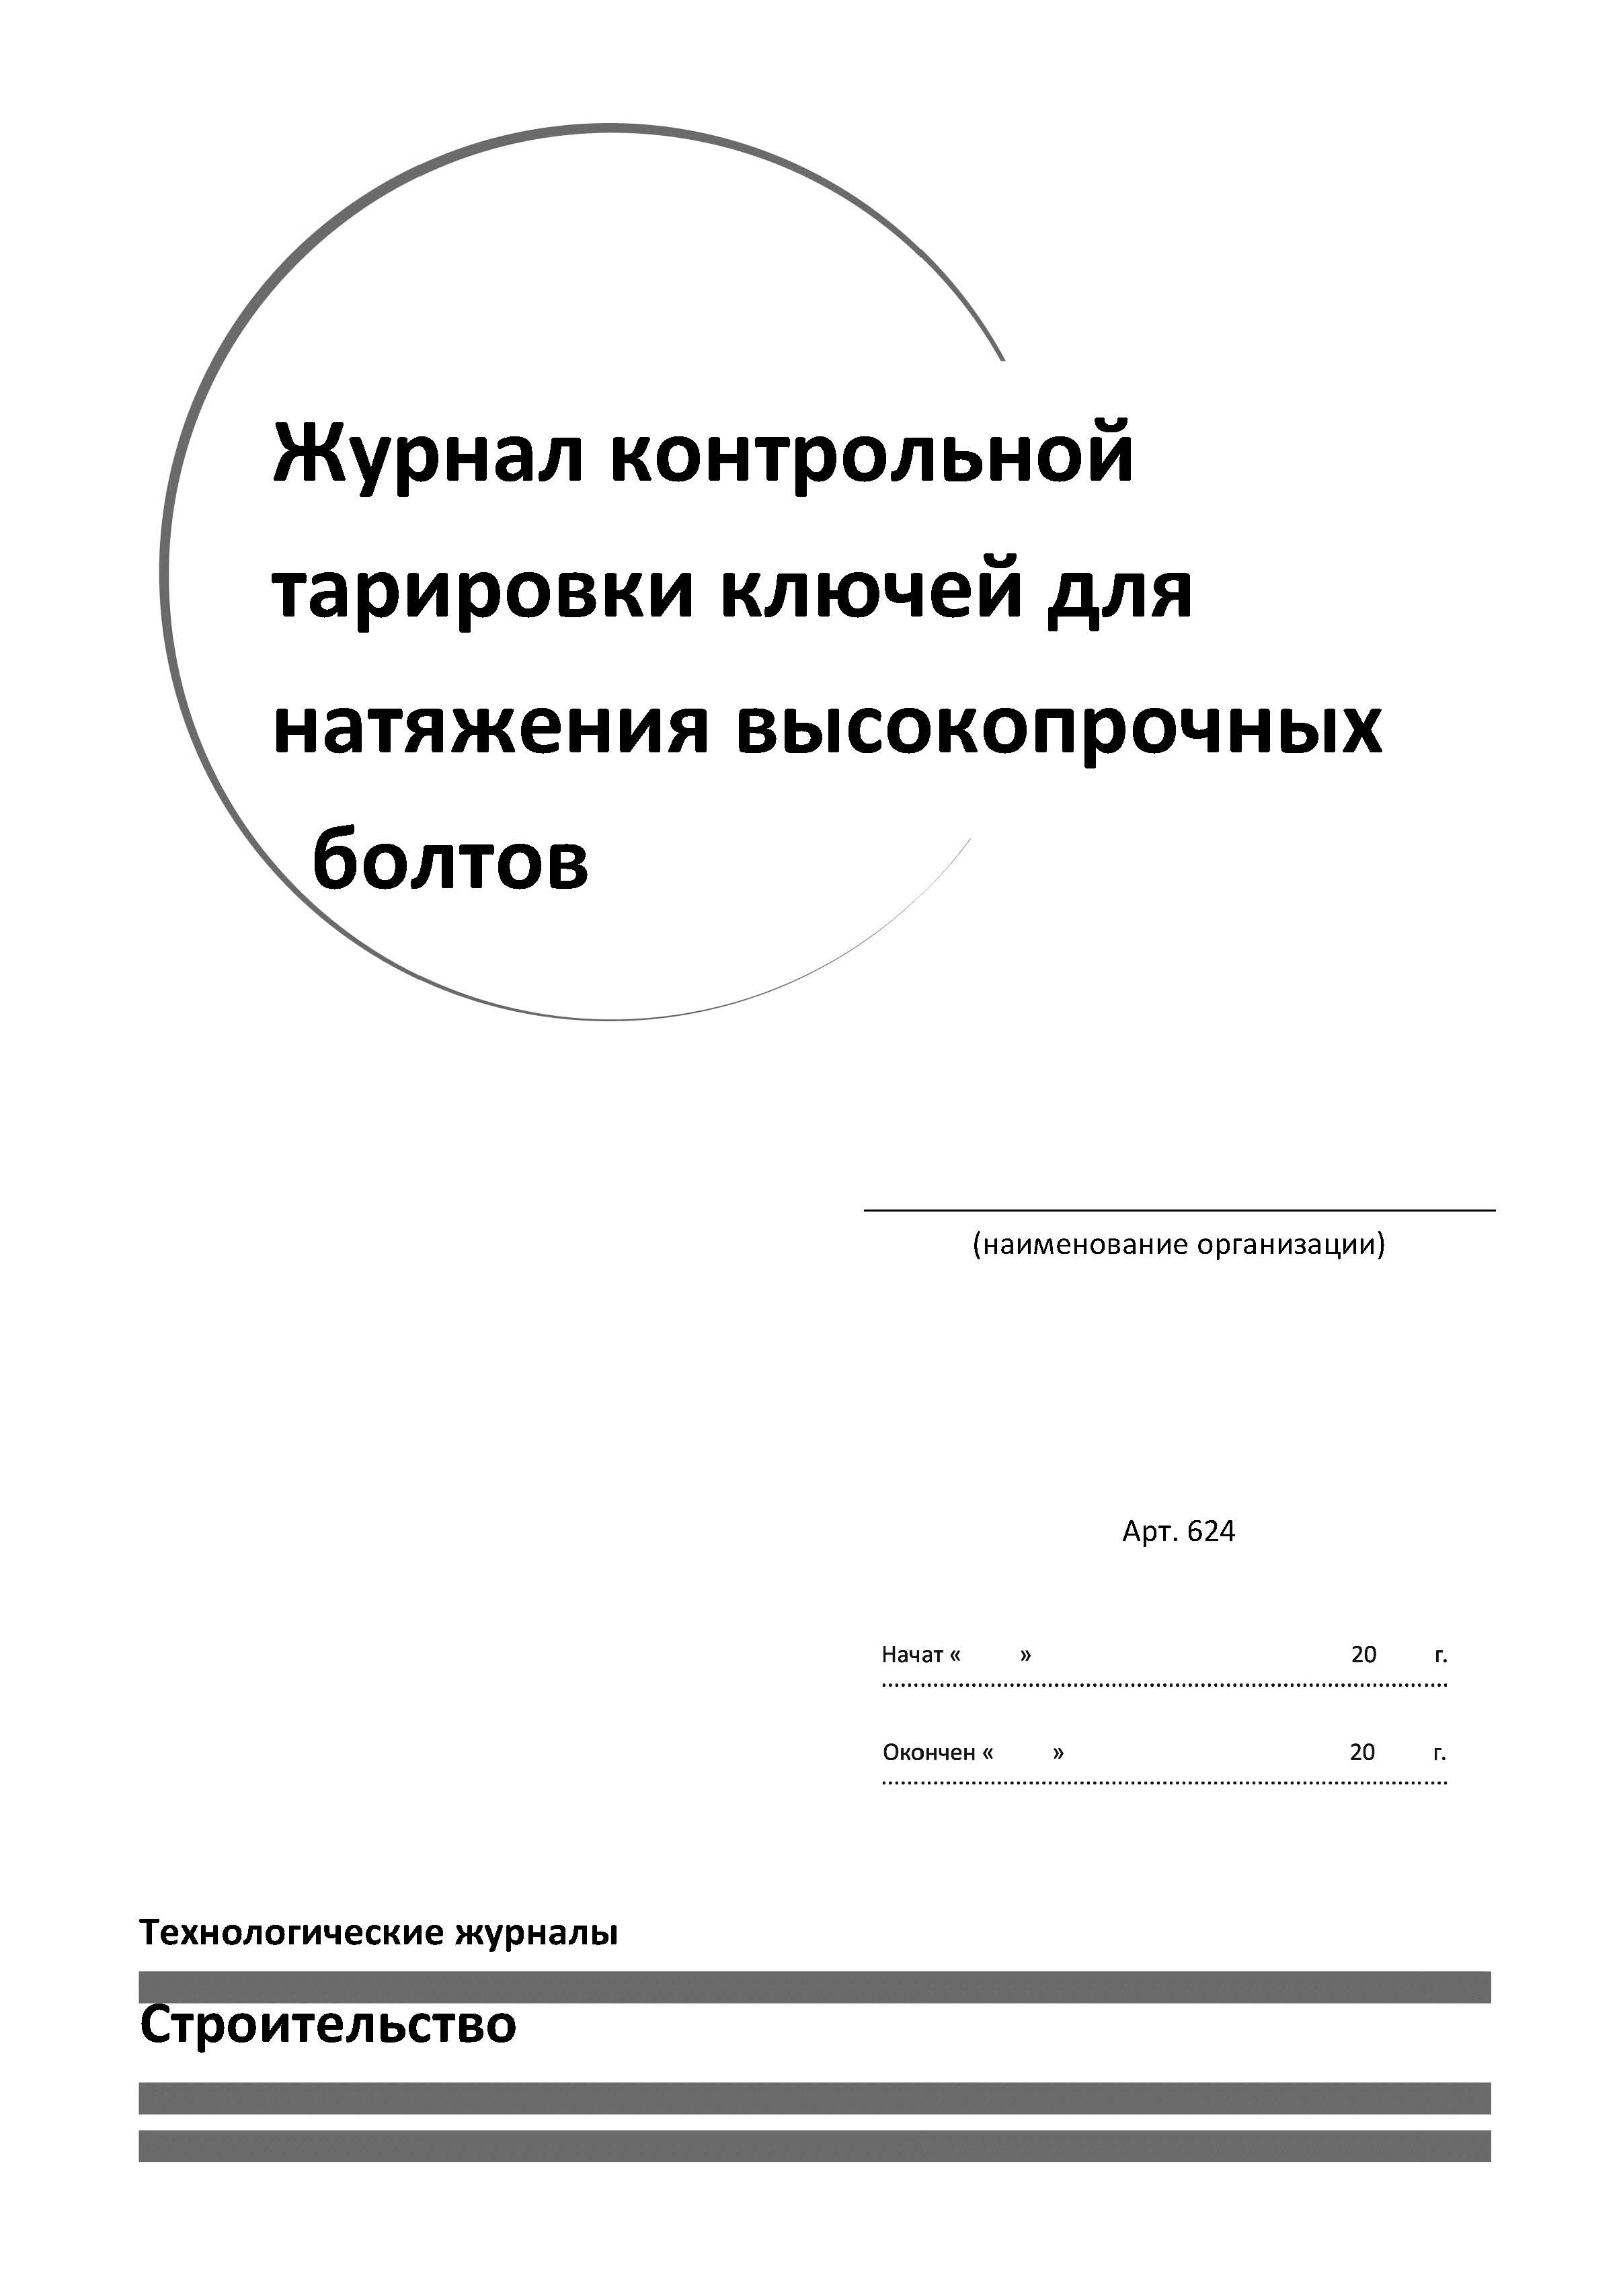 Журнал контрольной
тарировки ключей для
натяжения высокопрочных
болтов
(наименование организации)
Арт. 624
Начат « » 20 г.
Окончен « » 20 г.
Технологические журналы
Строительство